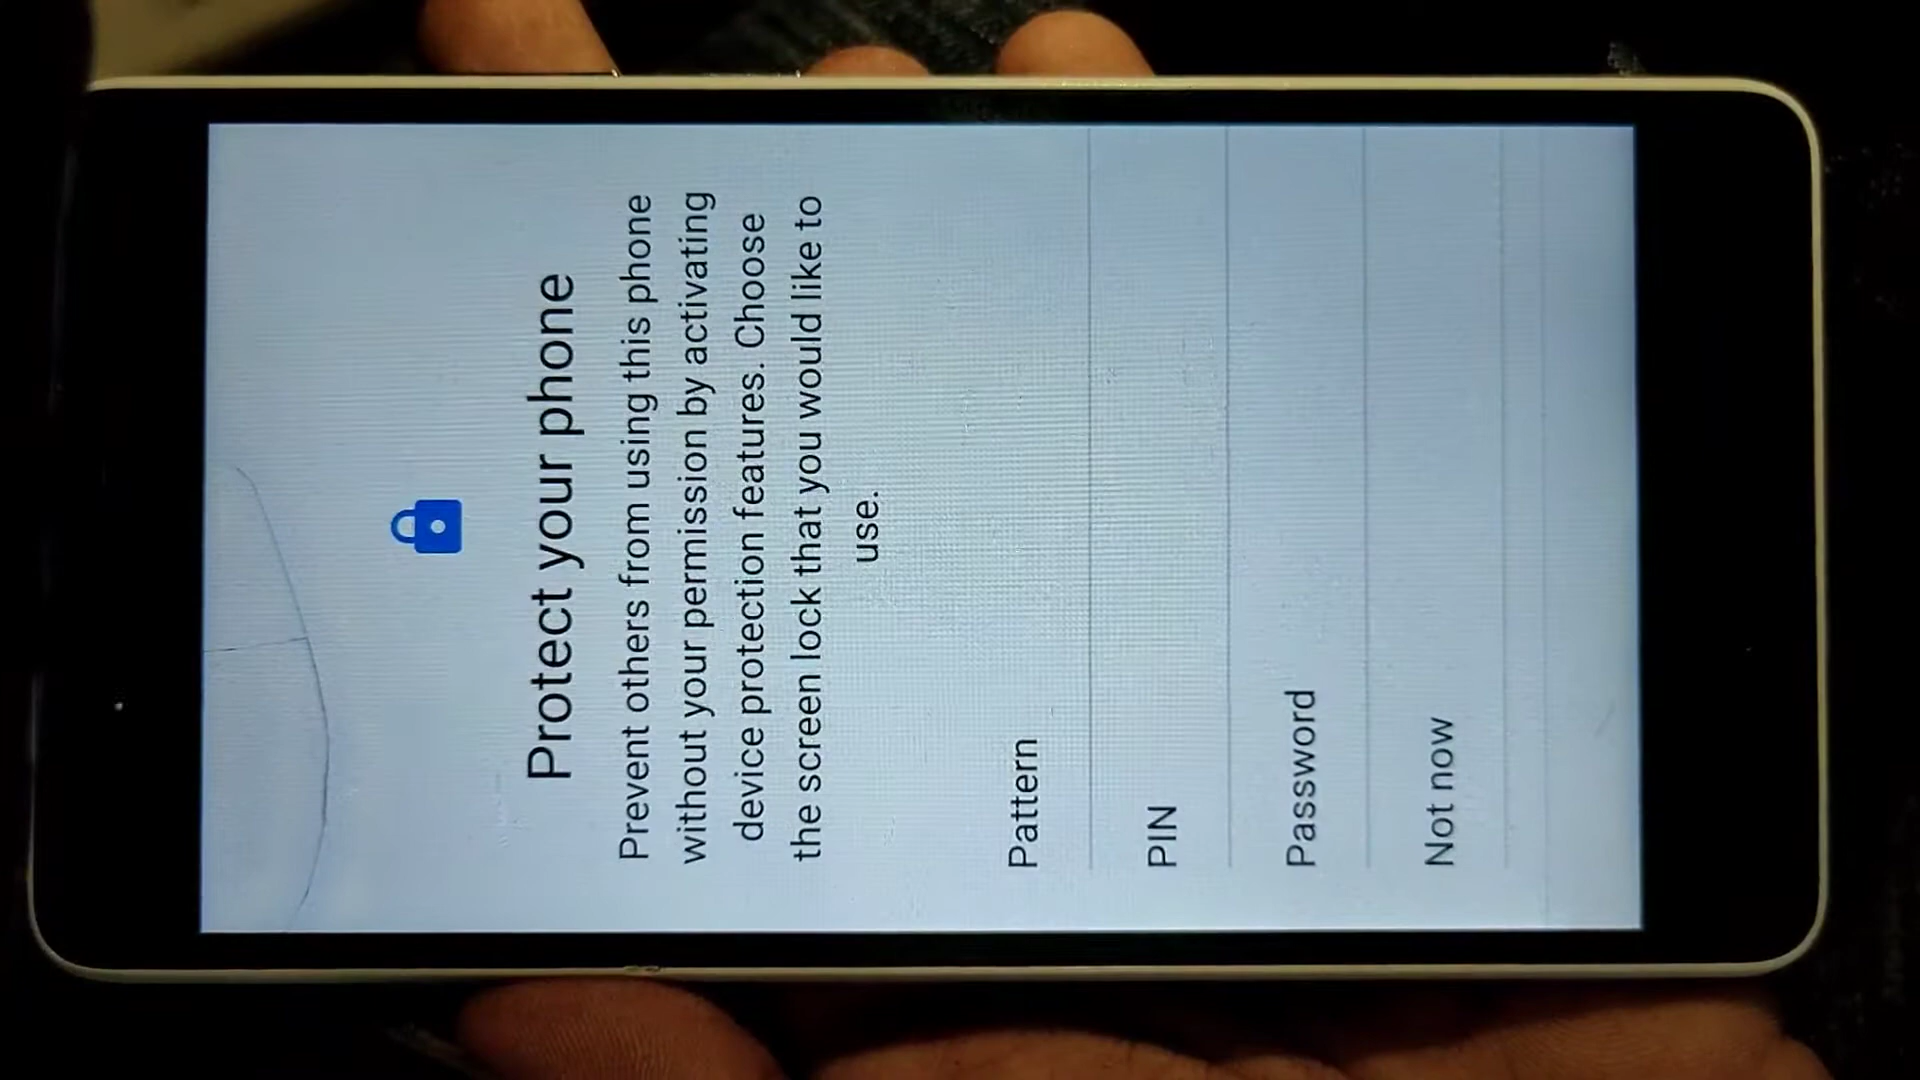 Protect your phone
Prevent others from using this phone
without your permission by activating
device protection features. Choose
the screen lock that you would like to
use.
Pattern
PIN
Password
Not now